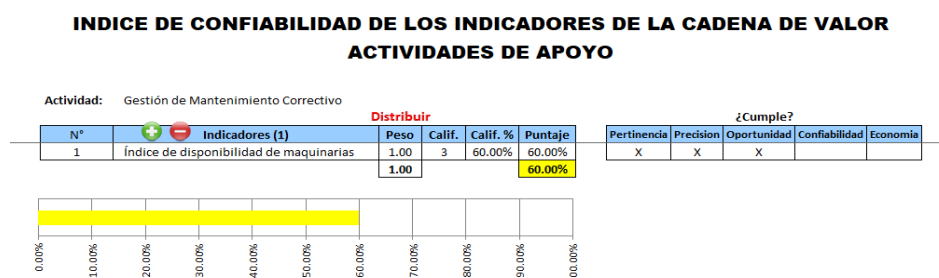 INDICE DE CONFIABILIDAD DE LOS INDICADORES DE LA CADENA DE VALOR
ACTIVIDADES DE APOYO
Actividad: Gestión de Mantenimiento Correctivo
Distribuir ¿Cumple?
N° Indicadores (1) Peso Calif. Calif. % Puntaje Pertinencia Precision Oportunidad Confiabilidad Economia
1 Índice de disponibilidad de maquinarias 1.00 3 60.00% 60.00% X X X
1.00 60.00%
0.00% 10.00% 20.00% 30.00% 40.00% 50.00% 60.00% 70.00% 80.00% 90.00% 00.00%